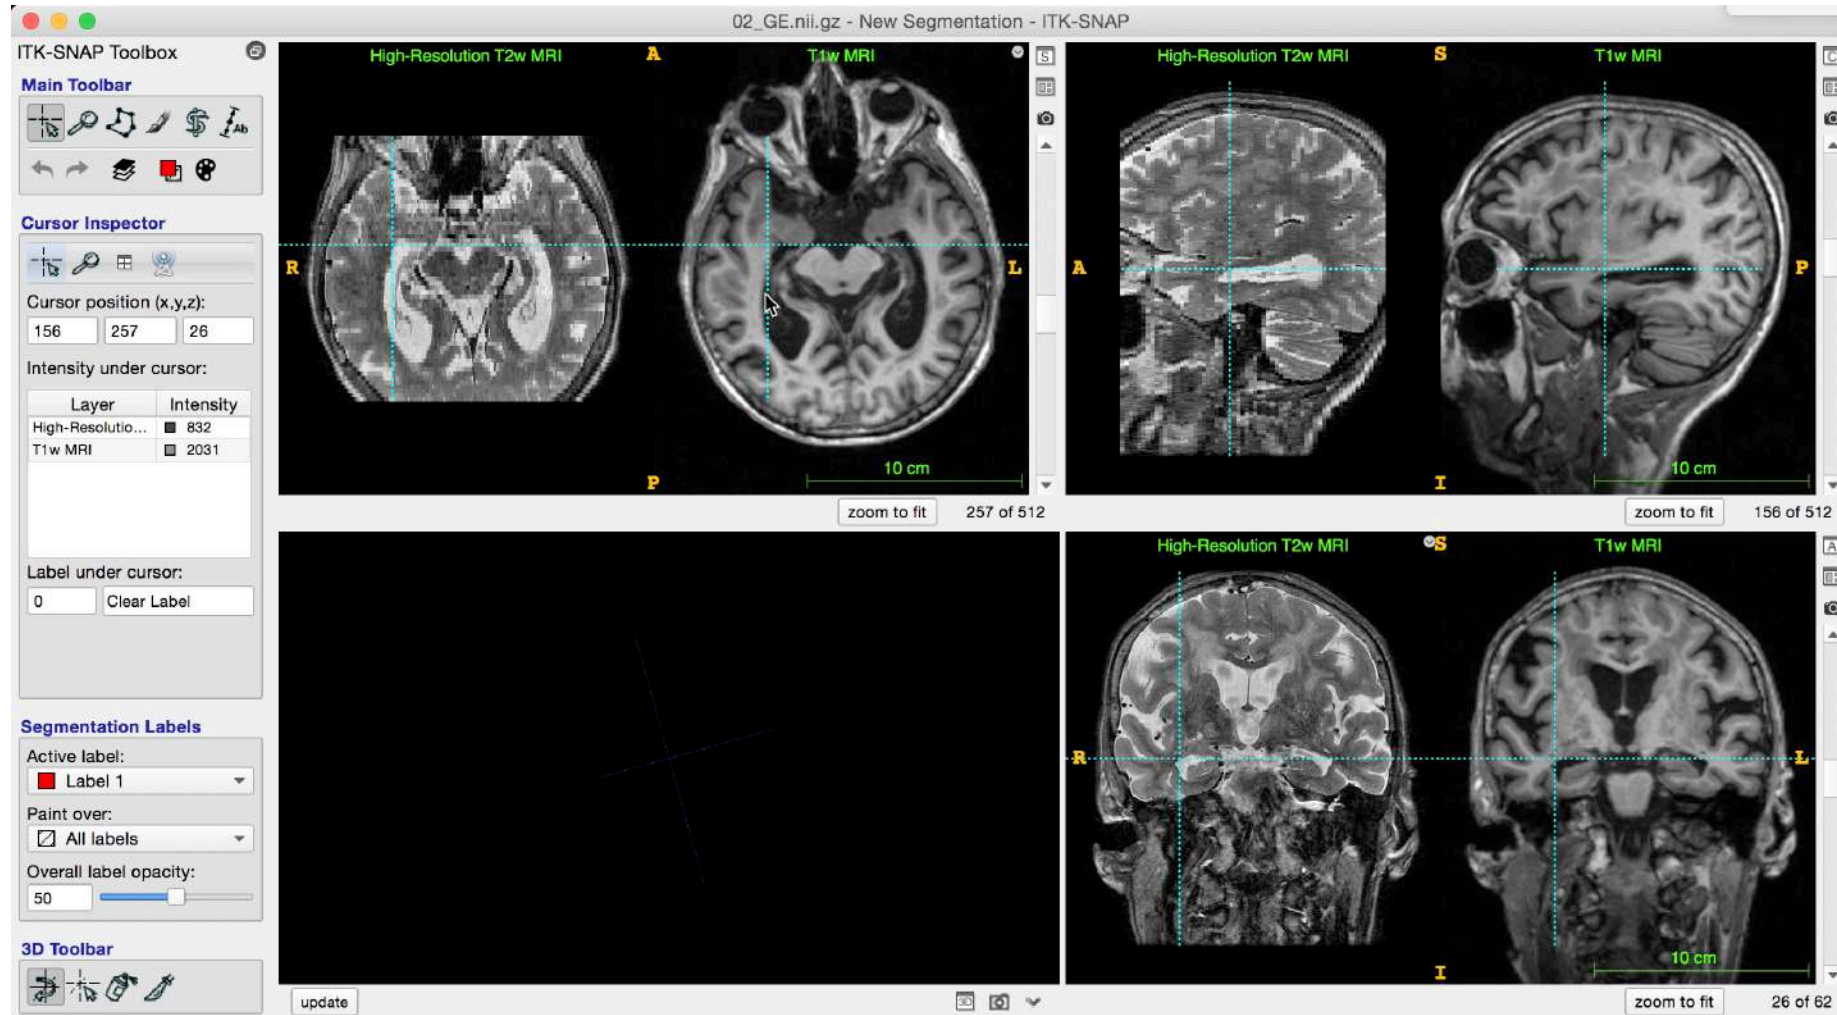 02_GE.nii.gz - New Segmentation - ITK-SNAP
ITK-SNAP Toolbox
Main Toolbar
Ab
Cursor Inspector
Cursor position (x,y,z):
156 257 26
Intensity under cursor:
Layer Intensity
High-Resolutio... 832
T1w MRI 2031
Label under cursor:
0 Clear Label
Segmentation Labels
Active label:
Label 1
Paint over:
All labels
Overall label opacity:
50
3D Toolbar
High-Resolution T2w MRI A T1w MRI
S
R L
10 cm
P
zoom to fit 257 of 512
High-Resolution T2w MRI S T1w MRI
C
A P
10 cm
I
zoom to fit 156 of 512
update
3D
High-Resolution T2w MRI S T1w MRI
A
R L
10 cm
I
zoom to fit 26 of 62